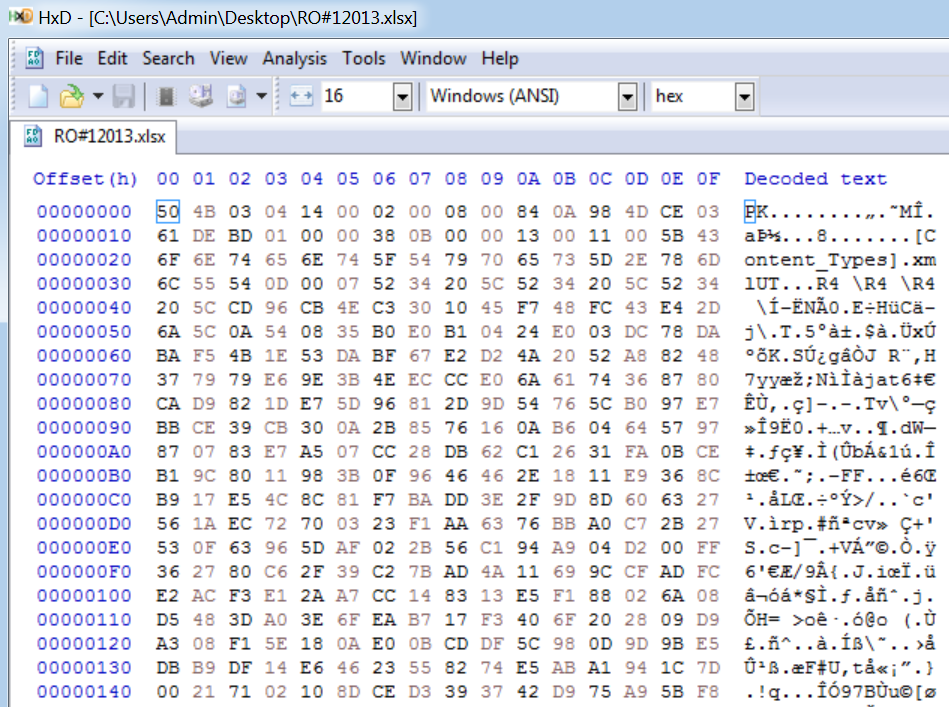 HxD - [C:\Users\Admin\Desktop\RO#12013.xlsx]
File Edit Search View Analysis Tools Window Help
16 Windows (ANSI) hex
RO#12013.xlsx
Offset(h) 00 01 02 03 04 05 06 07 08 09 0A 0B 0C 0D 0E 0F Decoded text
00000000 50 4B 03 04 14 00 02 00 08 00 84 0A 98 4D CE 03 PK........„.˜MÎ.
00000010 61 DE BD 01 00 00 38 0B 00 00 13 00 11 00 5B 43 aÞ½...8.......[C
00000020 6F 6E 74 65 6E 74 5F 54 79 70 65 73 5D 2E 78 6D ontent_Types].xm
00000030 6C 55 54 0D 00 07 52 34 20 5C 52 34 20 5C 52 34 lUT...R4 \R4 \R4
00000040 20 5C CD 96 CB 4E C3 30 10 45 F7 48 FC 43 E4 2D \Í–ËNÃ0.E÷HüCä-
00000050 6A 5C 0A 54 08 35 B0 E0 B1 04 24 E0 03 DC 78 DA j\.T.5°à±.$à.ÜxÚ
00000060 BA F5 4B 1E 53 DA BF 67 E2 D2 4A 20 52 A8 82 48 ºõK.SÚ¿gâÒJ R¨‚H
00000070 37 79 79 E6 9E 3B 4E EC CC E0 6A 61 74 36 87 80 7yyæž;NìÌàjat6‡€
00000080 CA D9 82 1D E7 5D 96 81 2D 9D 54 76 5C B0 97 E7 ÊÙ‚.ç]–.-.Tv\°—ç
00000090 BB CE 39 CB 30 0A 2B 85 76 16 0A B6 04 64 57 97 »Î9Ë0.+…v..¶.dW—
000000A0 87 07 83 E7 A5 07 CC 28 DB 62 C1 26 31 FA 0B CE ‡.ƒç¥.Ì(ÛbÁ&1ú.Î
000000B0 B1 9C 80 11 98 3B 0F 96 46 46 2E 18 11 E9 36 8C ±œ€.˜;.–FF...é6Œ
000000C0 B9 17 E5 4C 8C 81 F7 BA DD 3E 2F 9D 8D 60 63 27 ¹.åLŒ.÷ºÝ>/..`c'
000000D0 56 1A EC 72 70 03 23 F1 AA 63 76 BB A0 C7 2B 27 V.ìrp.#ñªcv» Ç+'
000000E0 53 0F 63 96 5D AF 02 2B 56 C1 94 A9 04 D2 00 FF S.c–]¯.+VÁ”©.Ò.ÿ
000000F0 36 27 80 C6 2F 39 C2 7B AD 4A 11 69 9C CF AD FC 6'€Æ/9Â{.J.iœÏ.ü
00000100 E2 AC F3 E1 2A A7 CC 14 83 13 E5 F1 88 02 6A 08 â¬óá*§Ì.ƒ.åñˆ.j.
00000110 D5 48 3D A0 3E 6F EA B7 17 F3 40 6F 20 28 09 D9 ÕH= >oê·.ó@o (.Ù
00000120 A3 08 F1 5E 18 0A E0 0B CD DF 5C 98 0D 9D 9B E5 £.ñ^..à.Íß\˜..›å
00000130 DB B9 DF 14 E6 46 23 55 82 74 E5 AB A1 94 1C 7D Û¹ß.æF#U‚tå«¡”.}
00000140 00 21 71 02 10 8D CE D3 39 37 42 D9 75 A9 5B F8 .!q...ÎÓ97BÙu©[ø